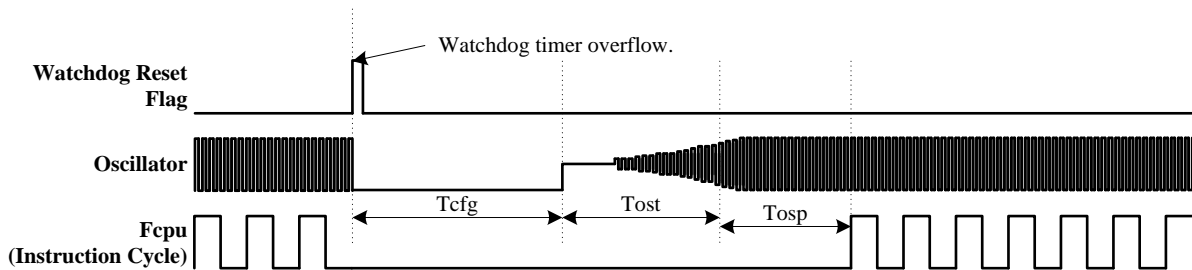 Watchdog timer overflow.
Watchdog Reset
Flag
Oscillator
Tcfg
Tost
Tosp
Fcpu
(Instruction Cycle)